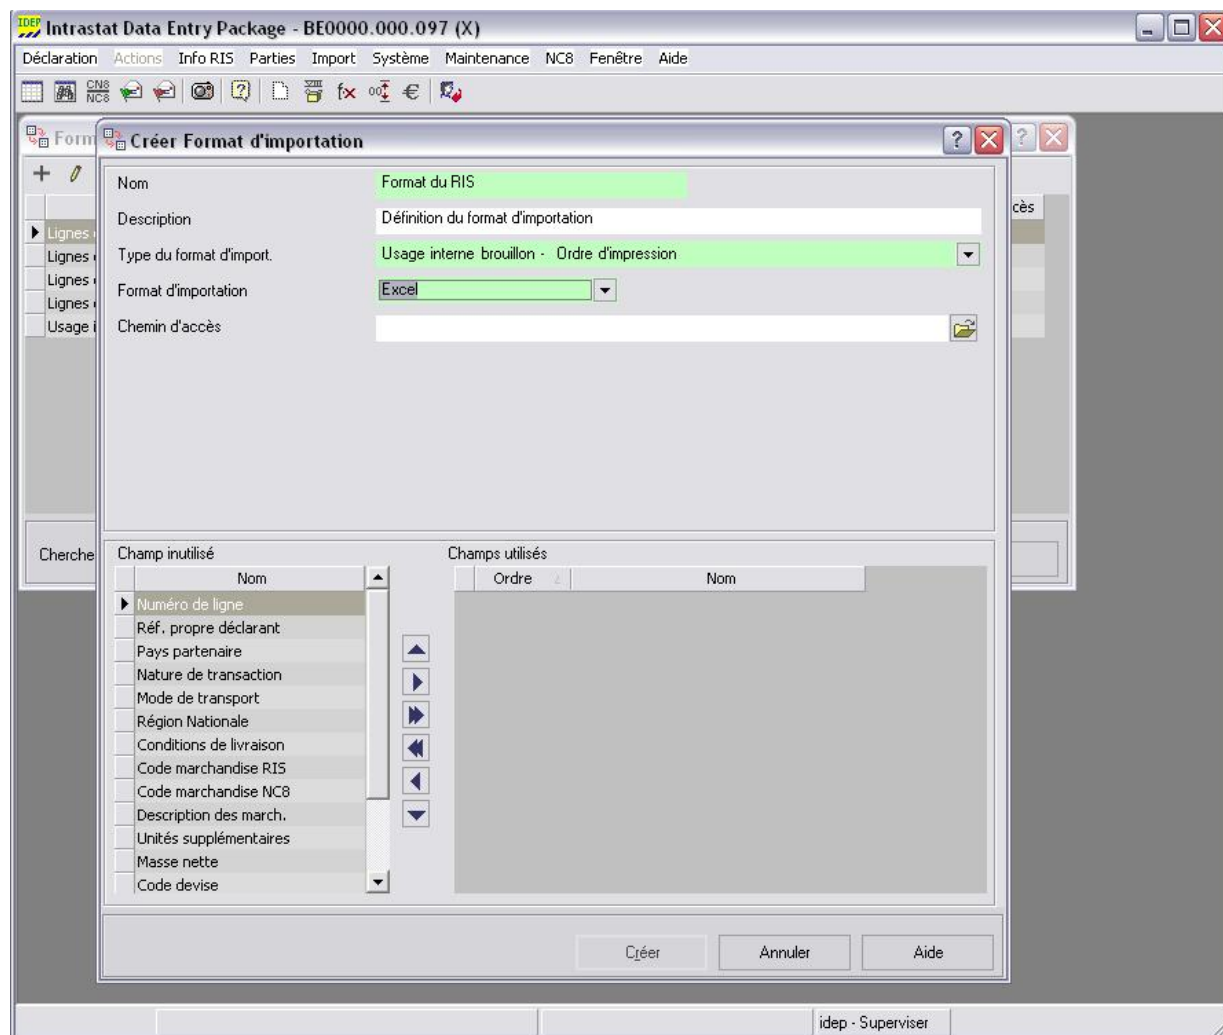 Intrastat Data Entry Package - BE0000.000.097 (X)
Déclaration Actions Info RIS Parties Import Système Maintenance NC8 Fenêtre Aide
CN8
NC8
Form
Créer Format d'importation
Nom Format du RIS
Description Définition du format d'importation
Type du format d'import. Usage interne brouillon - Ordre d'impression
Format d'importation Excel
Chemin d'accès
cès
Lignes
Lignes
Lignes
Lignes
Usage i
Cherche
Champ inutilisé Champs utilisés
Nom Ordre Nom
Numéro de ligne
Réf. propre déclarant
Pays partenaire
Nature de transaction
Mode de transport
Région Nationale
Conditions de livraison
Code marchandise RIS
Code marchandise NC8
Description des march.
Unités supplémentaires
Masse nette
Code devise
Créer Annuler Aide
idep - Superviser